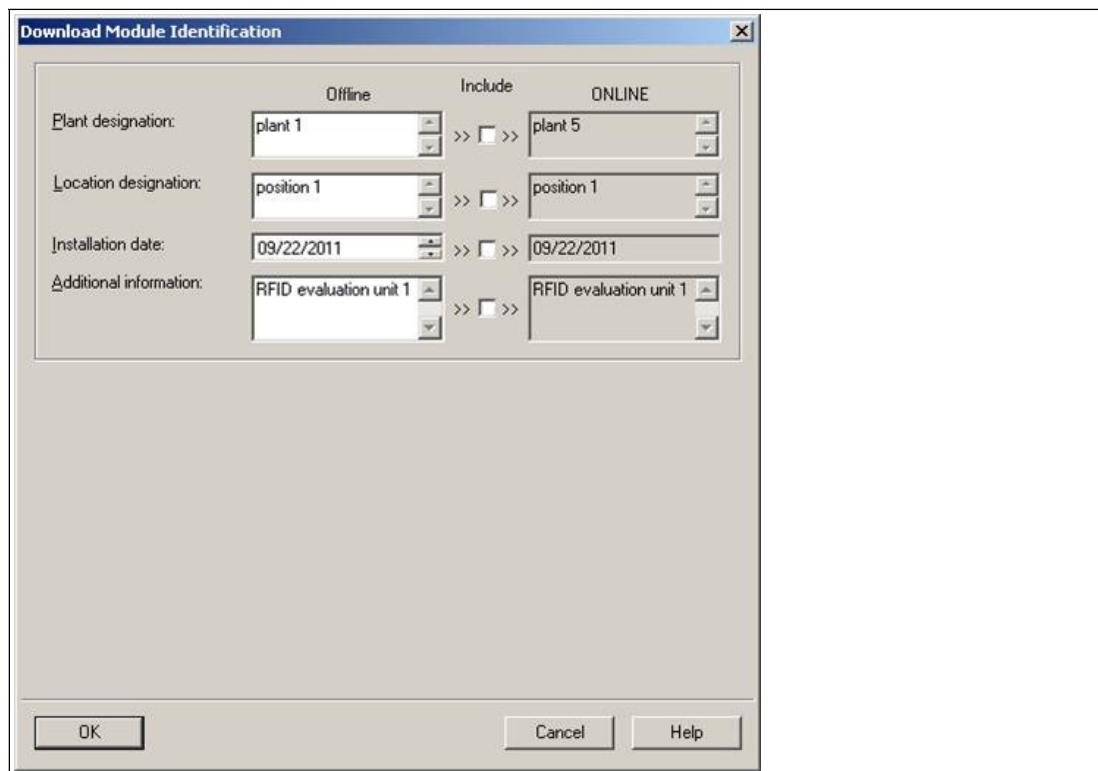 Download Module Identification
Offline Include ONLINE
Plant designation: plant 1 >> >> plant 5
Location designation: position 1 >> >> position 1
Installation date: 09/22/2011 >> >> 09/22/2011
Additional information: RFID evaluation unit 1 >> >> RFID evaluation unit 1
OK Cancel Help